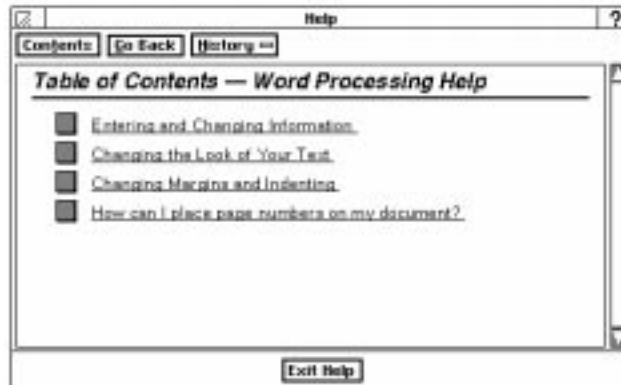 Help ?
Contents Go Back History
Table of Contents — Word Processing Help
Entering and Changing Information
Changing the Look of Your Text
Changing Margins and Indenting
How can I place page numbers on my document?
Exit Help